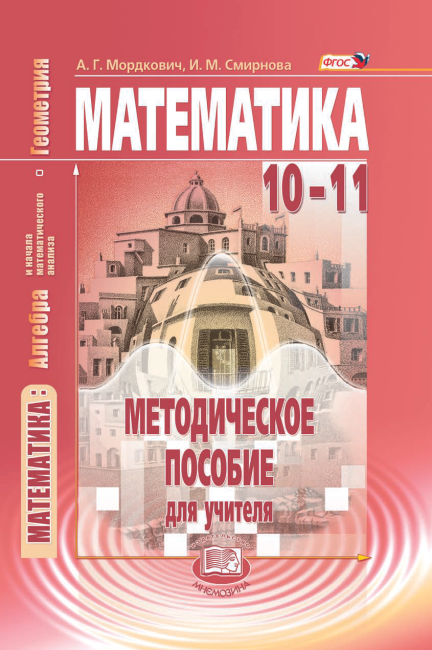 А. Г. Мордкович, И. М. Смирнова
ФГОС
МАТЕМАТИКА
10–11
МАТЕМАТИКА:
Алгебра
и начала
математического
анализа
Геометрия
МЕТОДИЧЕСКОЕ
ПОСОБИЕ
для учителя
МНЕМОЗИНА